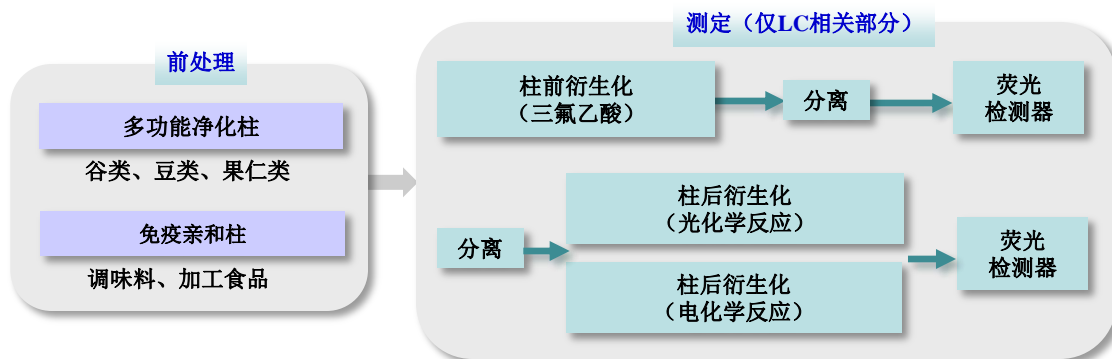 前处理
多功能净化柱
谷类、豆类、果仁类
免疫亲和柱
调味料、加工食品
测定（仅LC相关部分）
柱前衍生化
（三氟乙酸）
分离
荧光
检测器
分离
柱后衍生化
（光化学反应）
柱后衍生化
（电化学反应）
荧光
检测器